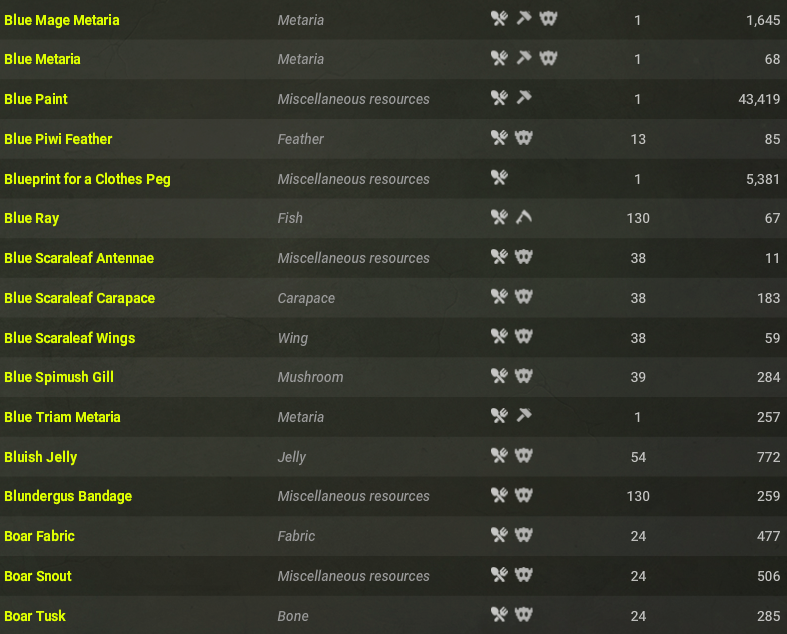 Blue Mage Metaria Metaria 1 1,645
Blue Metaria Metaria 1 68
Blue Paint Miscellaneous resources 1 43,419
Blue Piwi Feather Feather 13 85
Blueprint for a Clothes Peg Miscellaneous resources 1 5,381
Blue Ray Fish 130 67
Blue Scaraleaf Antennae Miscellaneous resources 38 11
Blue Scaraleaf Carapace Carapace 38 183
Blue Scaraleaf Wings Wing 38 59
Blue Spimush Gill Mushroom 39 284
Blue Triam Metaria Metaria 1 257
Bluish Jelly Jelly 54 772
Blundergus Bandage Miscellaneous resources 130 259
Boar Fabric Fabric 24 477
Boar Snout Miscellaneous resources 24 506
Boar Tusk Bone 24 285